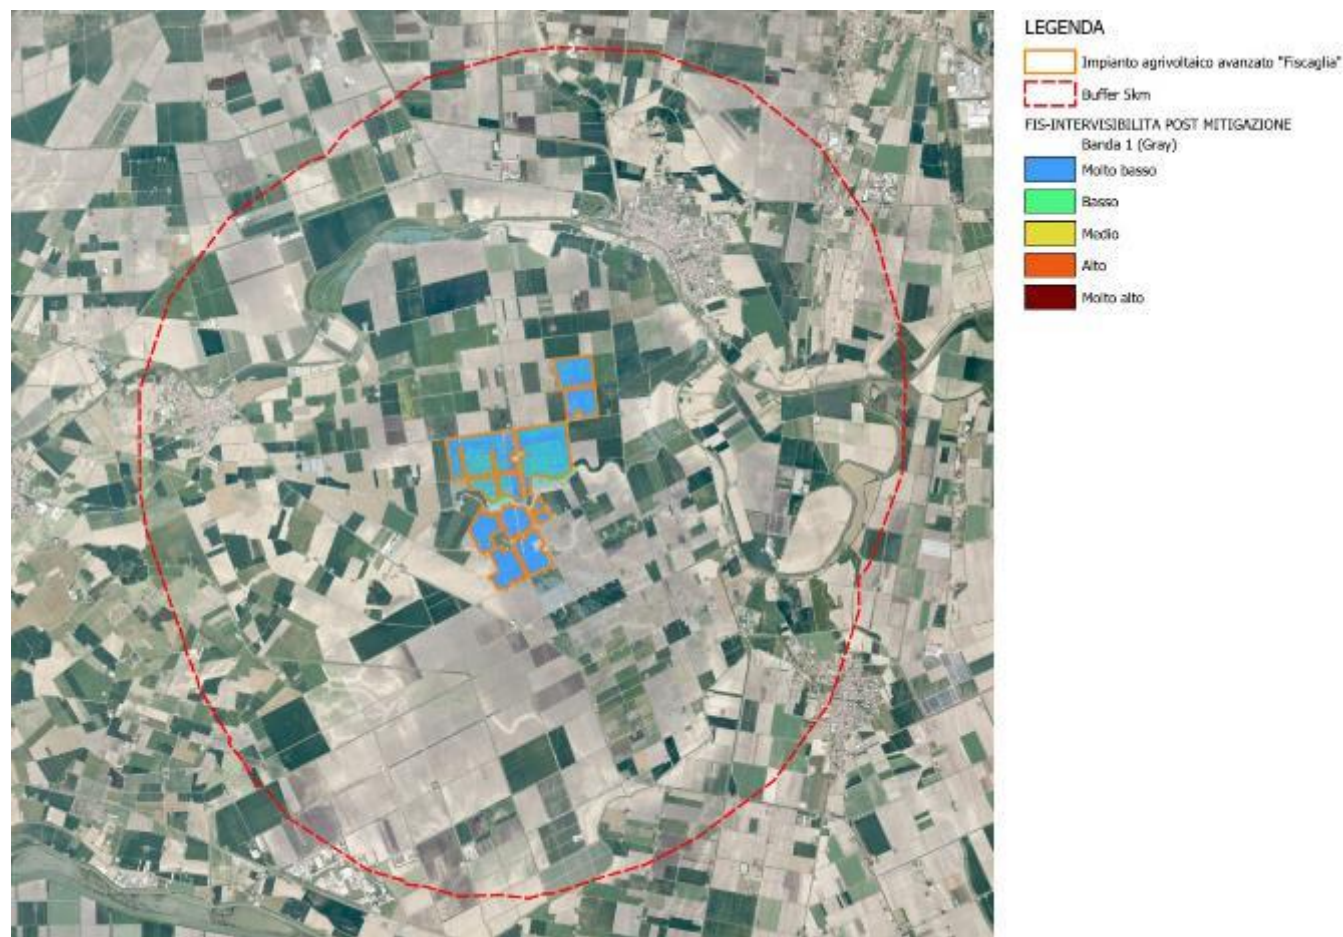 LEGENDA
Impianto agrivoltaico avanzato "Fiscaglia"
Buffer 5km
FIS-INTERVISIBILITA POST MITIGAZIONE
Banda 1 (Gray)
Molto basso
Basso
Medio
Alto
Molto alto